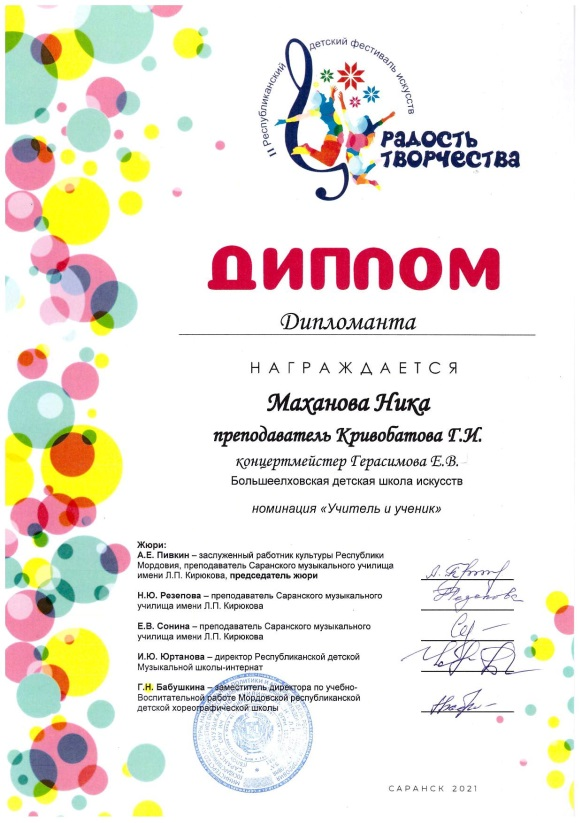 II Республиканский детский фестиваль искусств
РАДОСТЬ
ТВОРЧЕСТВА
ДИПЛОМ
Дипломанта
НАГРАЖДАЕТСЯ
Маханова Ника
преподаватель Кривобатова Г.И.
концертмейстер Герасимова Е.В.
Большеелховская детская школа искусств
номинация «Учитель и ученик»
Жюри:
А.Е. Пивкин – заслуженный работник культуры Республики
Мордовия, преподаватель Саранского музыкального училища
имени Л.П. Кирюкова, председатель жюри
Н.Ю. Резепова – преподаватель Саранского музыкального
училища имени Л.П. Кирюкова
Е.В. Сонина – преподаватель Саранского музыкального
училища имени Л.П. Кирюкова
И.Ю. Юртанова – директор Республиканской детской
Музыкальной школы-интернат
Г.Н. Бабушкина – заместитель директора по учебно-
Воспитательной работе Мордовской республиканской
детской хореографической школы
САРАНСК 2021